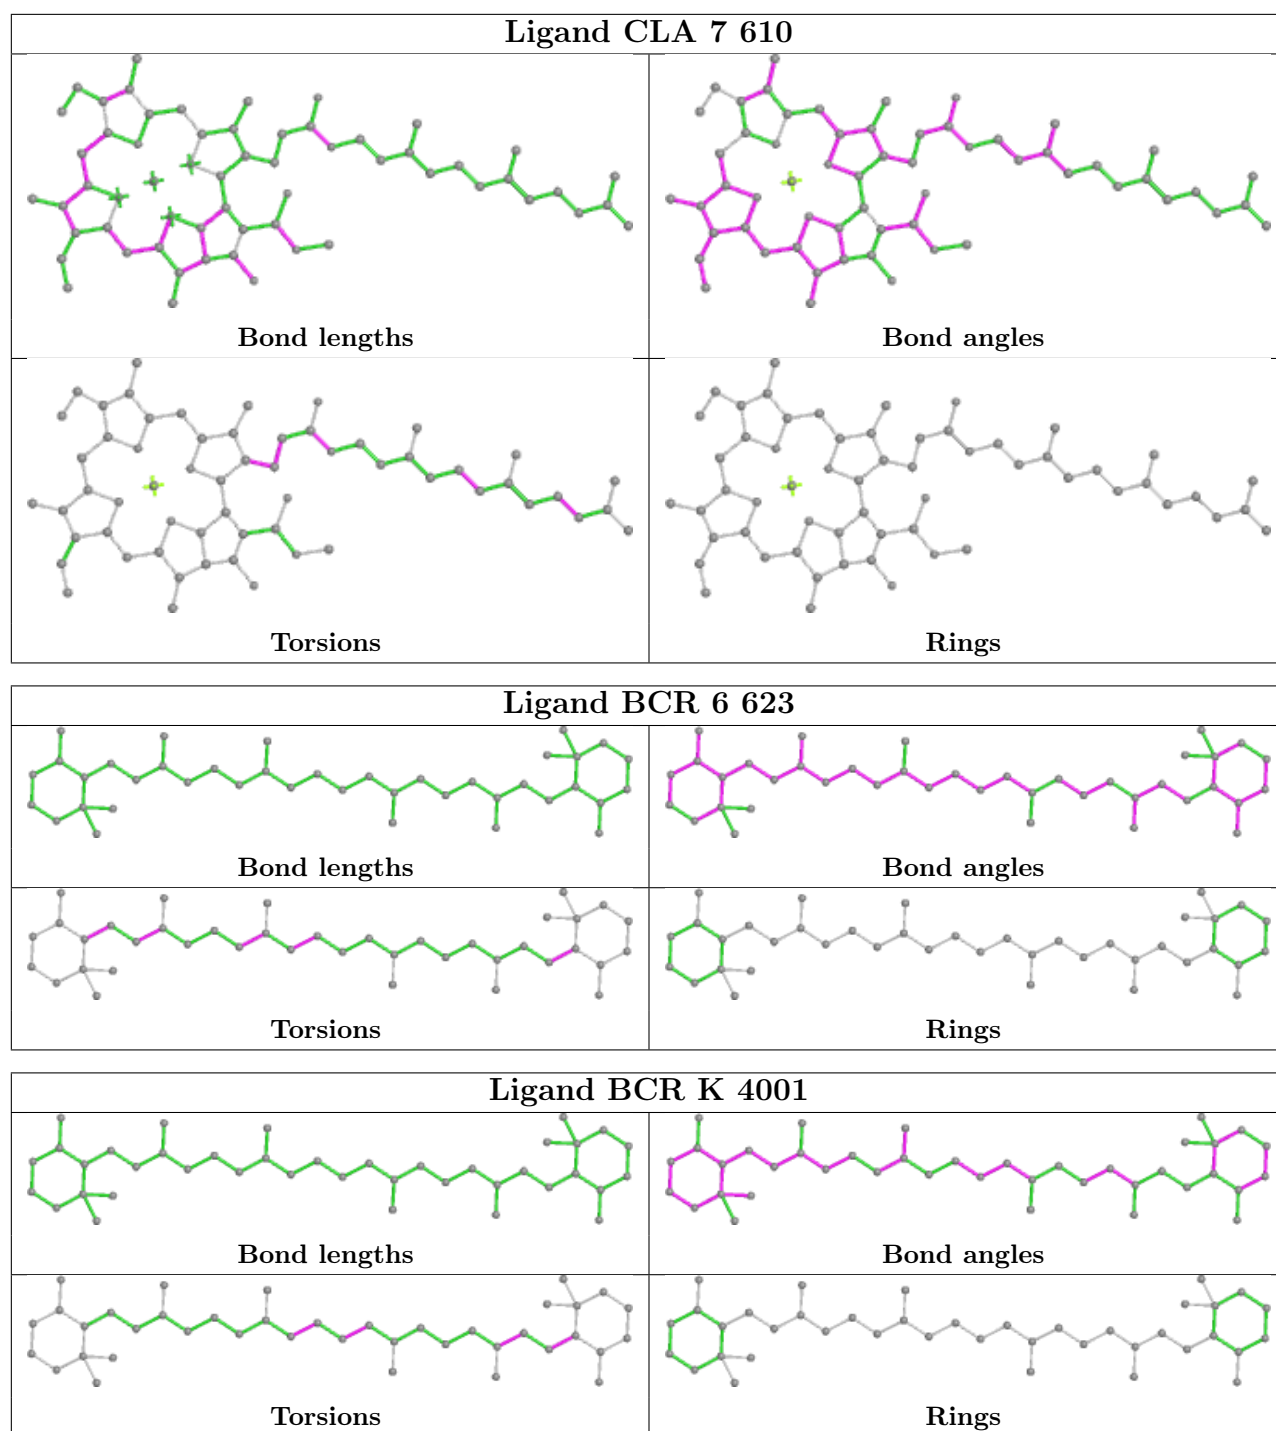 Ligand CLA 7 610
Bond lengths
Bond angles
Torsions
Rings
Ligand BCR 6 623
Bond lengths
Bond angles
Torsions
Rings
Ligand BCR K 4001
Bond lengths
Bond angles
Torsions
Rings